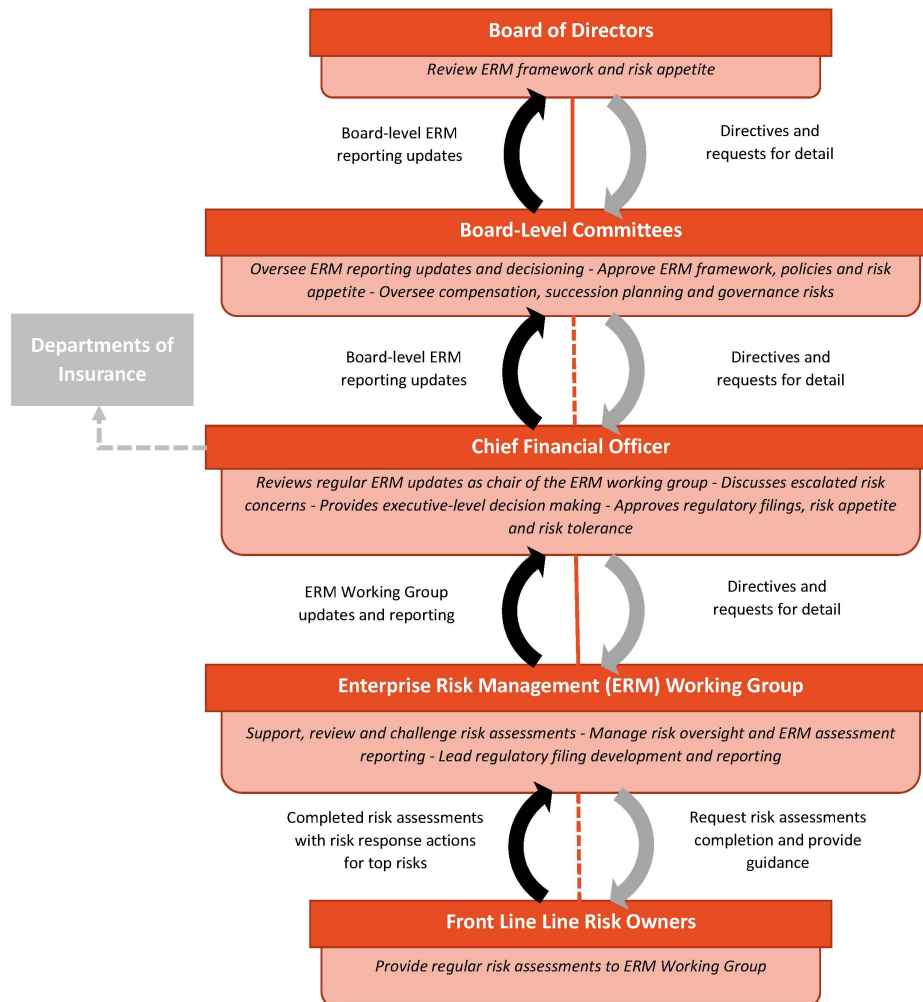 Board of Directors
Review ERM framework and risk appetite
Board-level ERM
reporting updates
Directives and
requests for detail
Board-Level Committees
Oversee ERM reporting updates and decisioning - Approve ERM framework, policies and risk
appetite - Oversee compensation, succession planning and governance risks
Departments of
Insurance
Board-level ERM
reporting updates
Directives and
requests for detail
Chief Financial Officer
Reviews regular ERM updates as chair of the ERM working group - Discusses escalated risk
concerns - Provides executive-level decision making - Approves regulatory filings, risk appetite
and risk tolerance
ERM Working Group
updates and reporting
Directives and
requests for detail
Enterprise Risk Management (ERM) Working Group
Support, review and challenge risk assessments - Manage risk oversight and ERM assessment
reporting - Lead regulatory filing development and reporting
Completed risk assessments
with risk response actions
for top risks
Request risk assessments
completion and provide
guidance
Front Line Line Risk Owners
Provide regular risk assessments to ERM Working Group